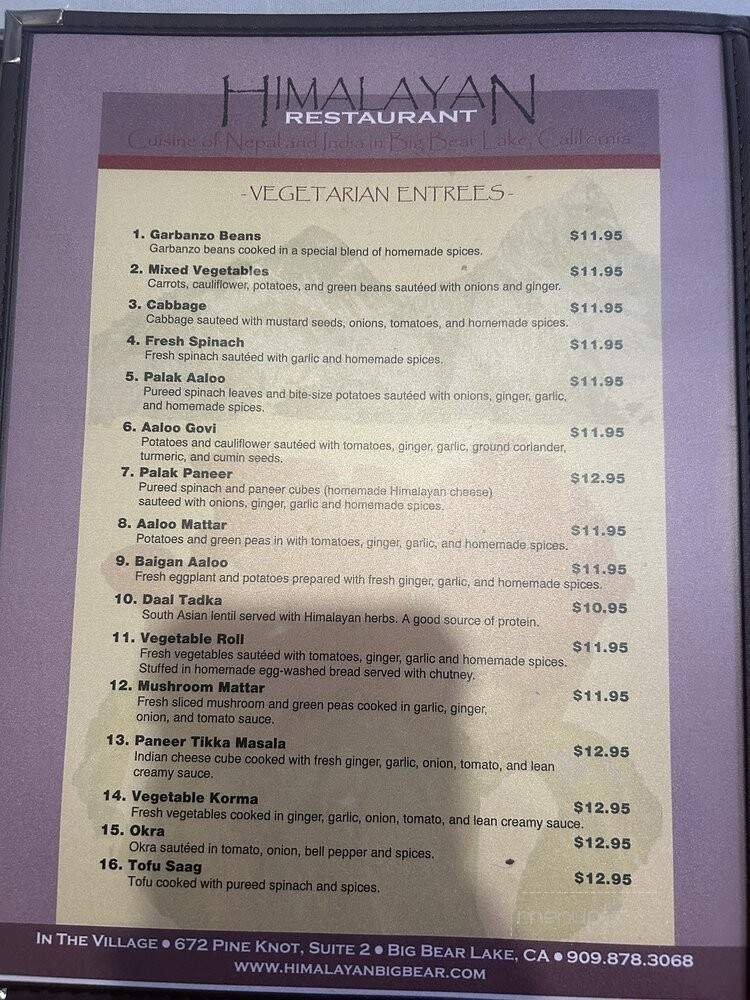 HIMALAYAN
RESTAURANT
Cuisine of Nepal and India in Big Bear Lake, California
-VEGETARIAN ENTREES-
1. Garbanzo Beans $11.95
Garbanzo beans cooked in a special blend of homemade spices.
2. Mixed Vegetables $11.95
Carrots, cauliflower, potatoes, and green beans sautéed with onions and ginger.
3. Cabbage $11.95
Cabbage sauteed with mustard seeds, onions, tomatoes, and homemade spices.
4. Fresh Spinach $11.95
Fresh spinach sautéed with garlic and homemade spices.
5. Palak Aaloo $11.95
Pureed spinach leaves and bite-size potatoes sautéed with onions, ginger, garlic,
and homemade spices.
6. Aaloo Govi $11.95
Potatoes and cauliflower sautéed with tomatoes, ginger, garlic, ground coriander,
turmeric, and cumin seeds.
7. Palak Paneer $12.95
Pureed spinach and paneer cubes (homemade Himalayan cheese)
sauteed with onions, ginger, garlic and homemade spices.
8. Aaloo Mattar $11.95
Potatoes and green peas in with tomatoes, ginger, garlic, and homemade spices.
9. Baigan Aaloo $11.95
Fresh eggplant and potatoes prepared with fresh ginger, garlic, and homemade spices.
10. Daal Tadka $10.95
South Asian lentil served with Himalayan herbs. A good source of protein.
11. Vegetable Roll $11.95
Fresh vegetables sautéed with tomatoes, ginger, garlic and homemade spices.
Stuffed in homemade egg-washed bread served with chutney.
12. Mushroom Mattar $11.95
Fresh sliced mushroom and green peas cooked in garlic, ginger,
onion, and tomato sauce.
13. Paneer Tikka Masala $12.95
Indian cheese cube cooked with fresh ginger, garlic, onion, tomato, and lean
creamy sauce.
14. Vegetable Korma $12.95
Fresh vegetables cooked in ginger, garlic, onion, tomato, and lean creamy sauce.
15. Okra $12.95
Okra sautéed in tomato, onion, bell pepper and spices.
16. Tofu Saag $12.95
Tofu cooked with pureed spinach and spices.
IN THE VILLAGE ● 672 PINE KNOT, SUITE 2 ● BIG BEAR LAKE, CA ● 909.878.3068
WWW.HIMALAYANBIGBEAR.COM